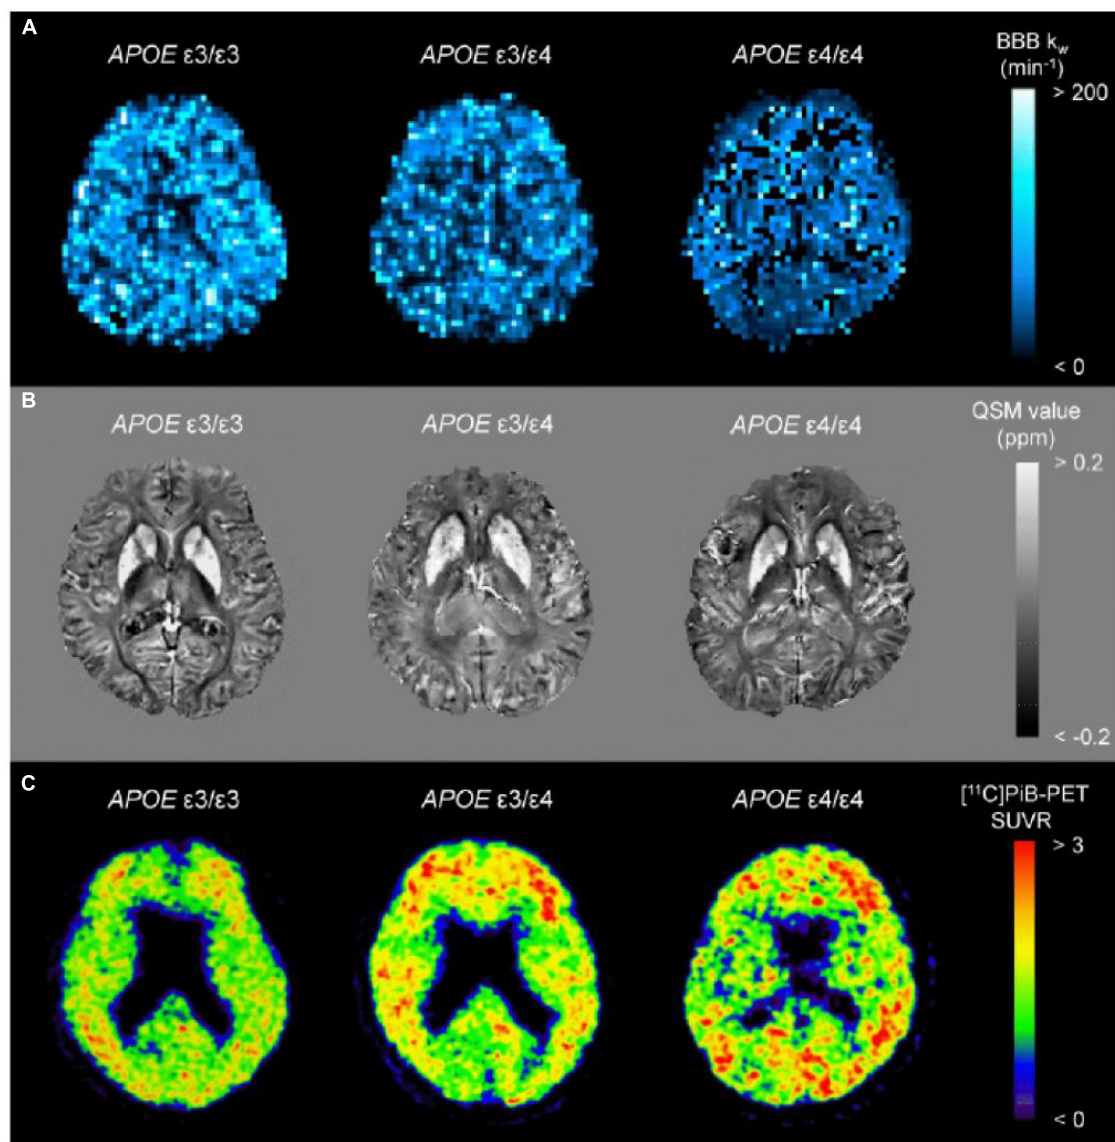 A
APOE ε3/ε3 APOE ε3/ε4 APOE ε4/ε4
BBB kw
(min-1)
> 200
< 0
B
APOE ε3/ε3 APOE ε3/ε4 APOE ε4/ε4
QSM value
(ppm)
> 0.2
< -0.2
C
APOE ε3/ε3 APOE ε3/ε4 APOE ε4/ε4
[¹¹C]PiB-PET
SUVR
> 3
< 0